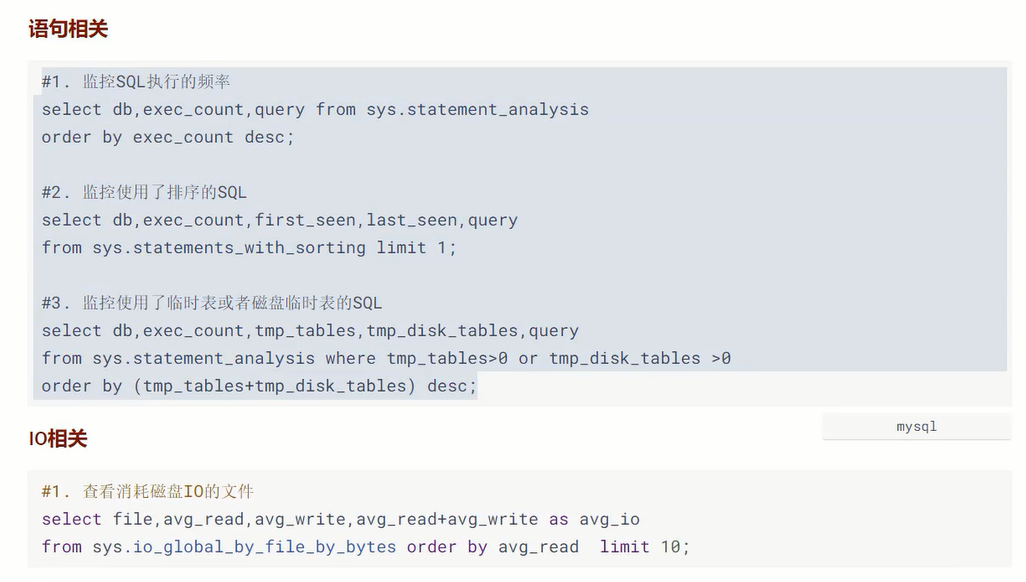 语句相关
#1. 监控SQL执行的频率
select db,exec_count,query from sys.statement_analysis
order by exec_count desc;
#2. 监控使用了排序的SQL
select db,exec_count,first_seen,last_seen,query
from sys.statements_with_sorting limit 1;
#3. 监控使用了临时表或者磁盘临时表的SQL
select db,exec_count,tmp_tables,tmp_disk_tables,query
from sys.statement_analysis where tmp_tables>0 or tmp_disk_tables >0
order by (tmp_tables+tmp_disk_tables) desc;
mysql
IO相关
#1. 查看消耗磁盘IO的文件
select file,avg_read,avg_write,avg_read+avg_write as avg_io
from sys.io_global_by_file_by_bytes order by avg_read  limit 10;